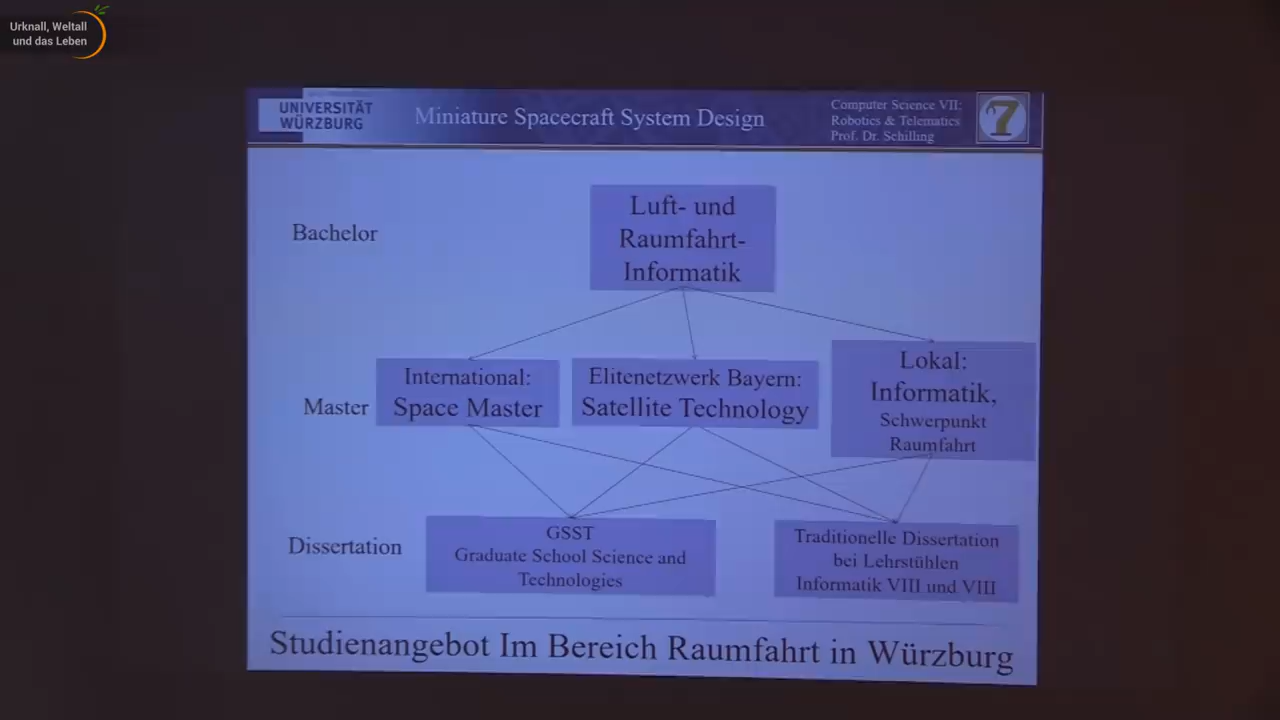 Urknall, Weltall
und das Leben
UNIVERSITÄT
WÜRZBURG
Miniature Spacecraft System Design
Computer Science VII:
Robotics & Telematics
Prof. Dr. Schilling
7
Bachelor
Luft- und
Raumfahrt-
Informatik
Master
International:
Space Master
Elitenetzwerk Bayern:
Satellite Technology
Lokal:
Informatik,
Schwerpunkt
Raumfahrt
Dissertation
GSST
Graduate School Science and
Technologies
Traditionelle Dissertation
bei Lehrstühlen
Informatik VIII und VIII
Studienangebot Im Bereich Raumfahrt in Würzburg